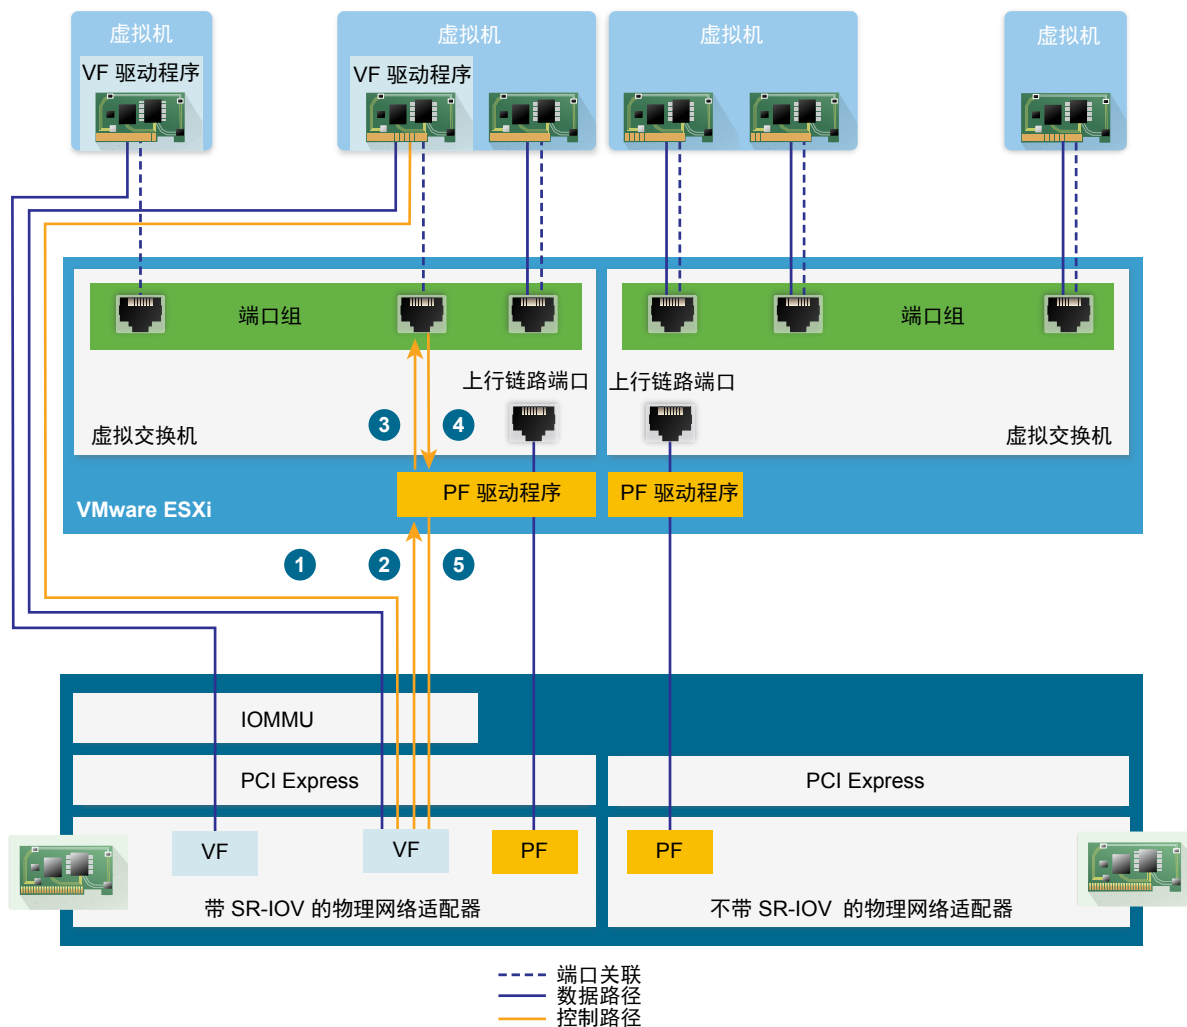 虚拟机
虚拟机
虚拟机
虚拟机
VF 驱动程序
VF 驱动程序
端口组
端口组
上行链路端口
上行链路端口
3
4
虚拟交换机
虚拟交换机
PF 驱动程序
PF 驱动程序
VMware ESXi
1
2
5
IOMMU
PCI Express
PCI Express
VF
VF
PF
PF
带 SR-IOV 的物理网络适配器
不带 SR-IOV 的物理网络适配器
端口关联
数据路径
控制路径